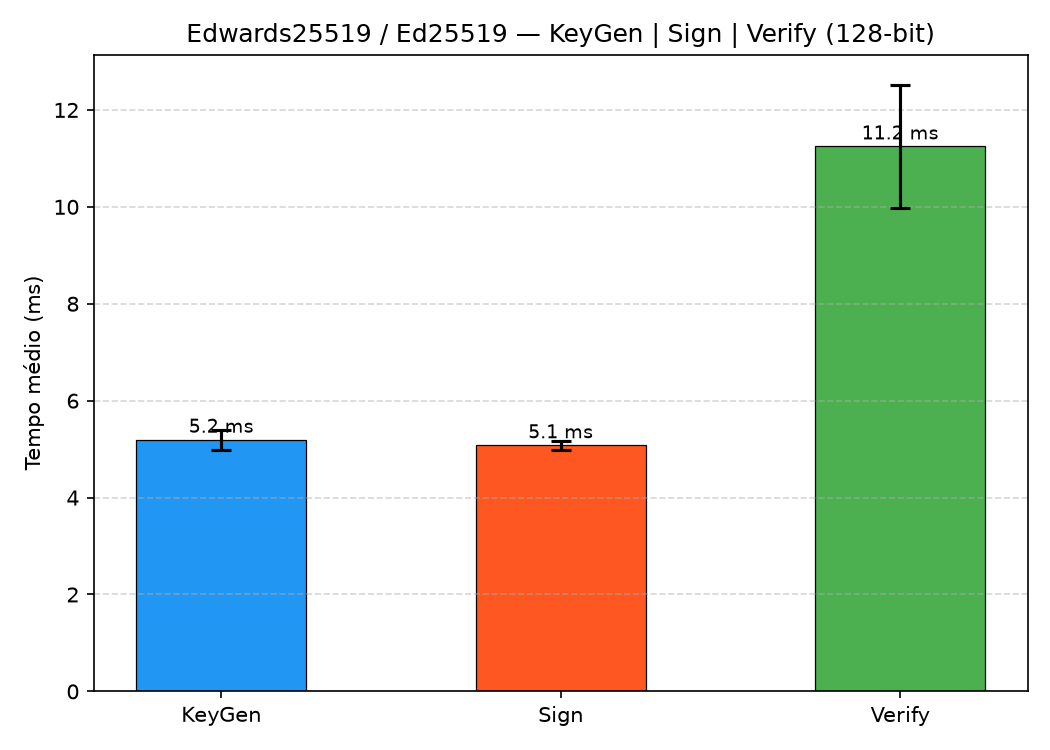 Edwards25519 / Ed25519 — KeyGen | Sign | Verify (128-bit)
Tempo médio (ms)
12
10
8
6
4
2
0
5.2 ms
5.1 ms
11.2 ms
KeyGen
Sign
Verify